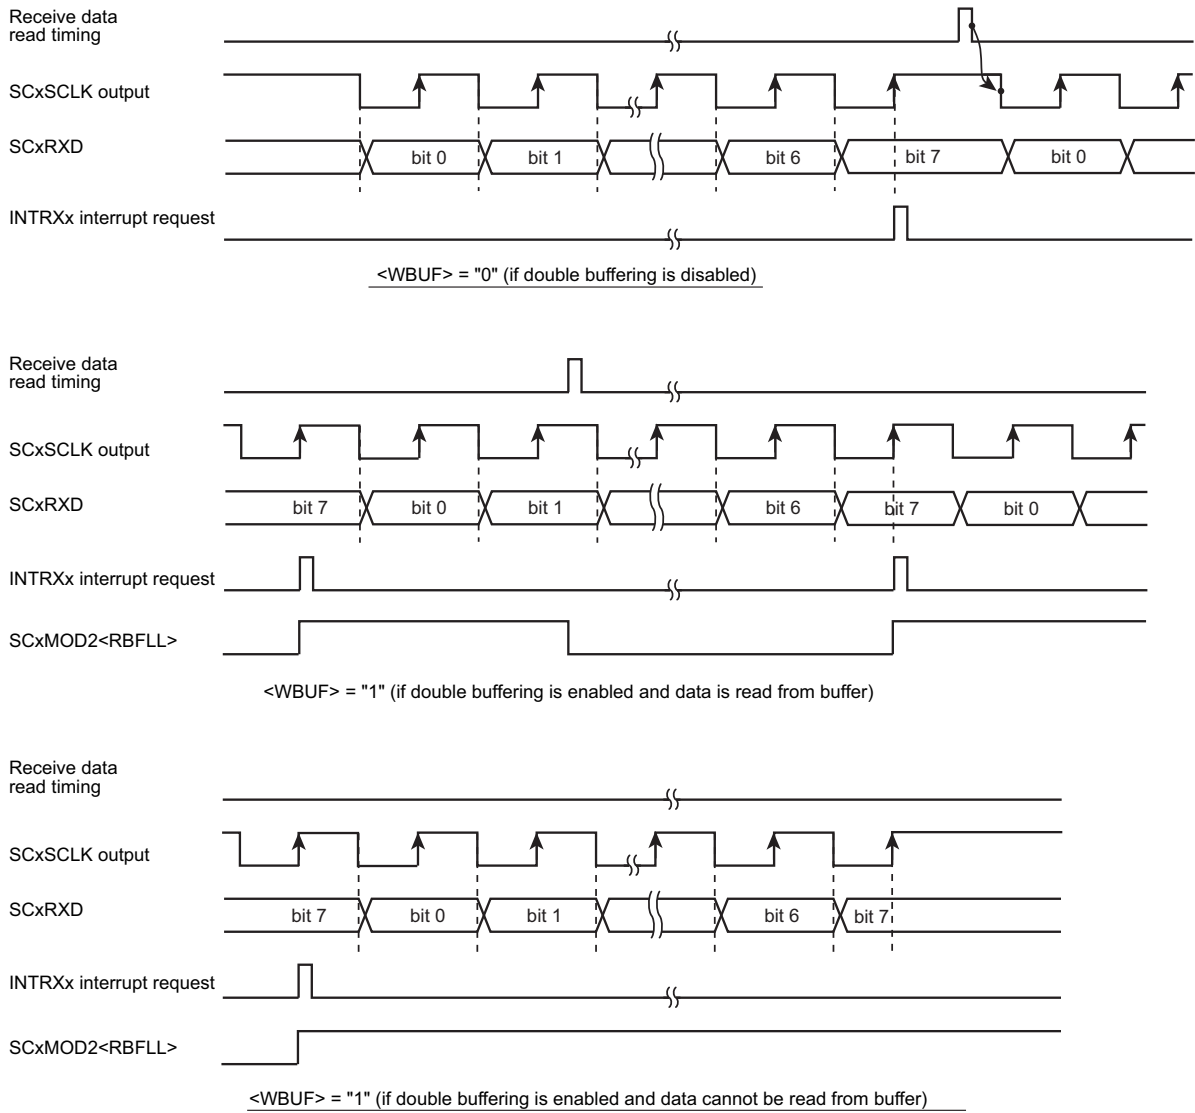 Receive data
read timing
SCxSCLK output
SCxRXD
bit 0 bit 1 bit 6 bit 7 bit 0
INTRXx interrupt request
<WBUF> = "0" (if double buffering is disabled)
Receive data
read timing
SCxSCLK output
SCxRXD
bit 7 bit 0 bit 1 bit 6 bit 7 bit 0
INTRXx interrupt request
SCxMOD2<RBFLL>
<WBUF> = "1" (if double buffering is enabled and data is read from buffer)
Receive data
read timing
SCxSCLK output
SCxRXD
bit 7 bit 0 bit 1 bit 6 bit 7
INTRXx interrupt request
SCxMOD2<RBFLL>
<WBUF> = "1" (if double buffering is enabled and data cannot be read from buffer)